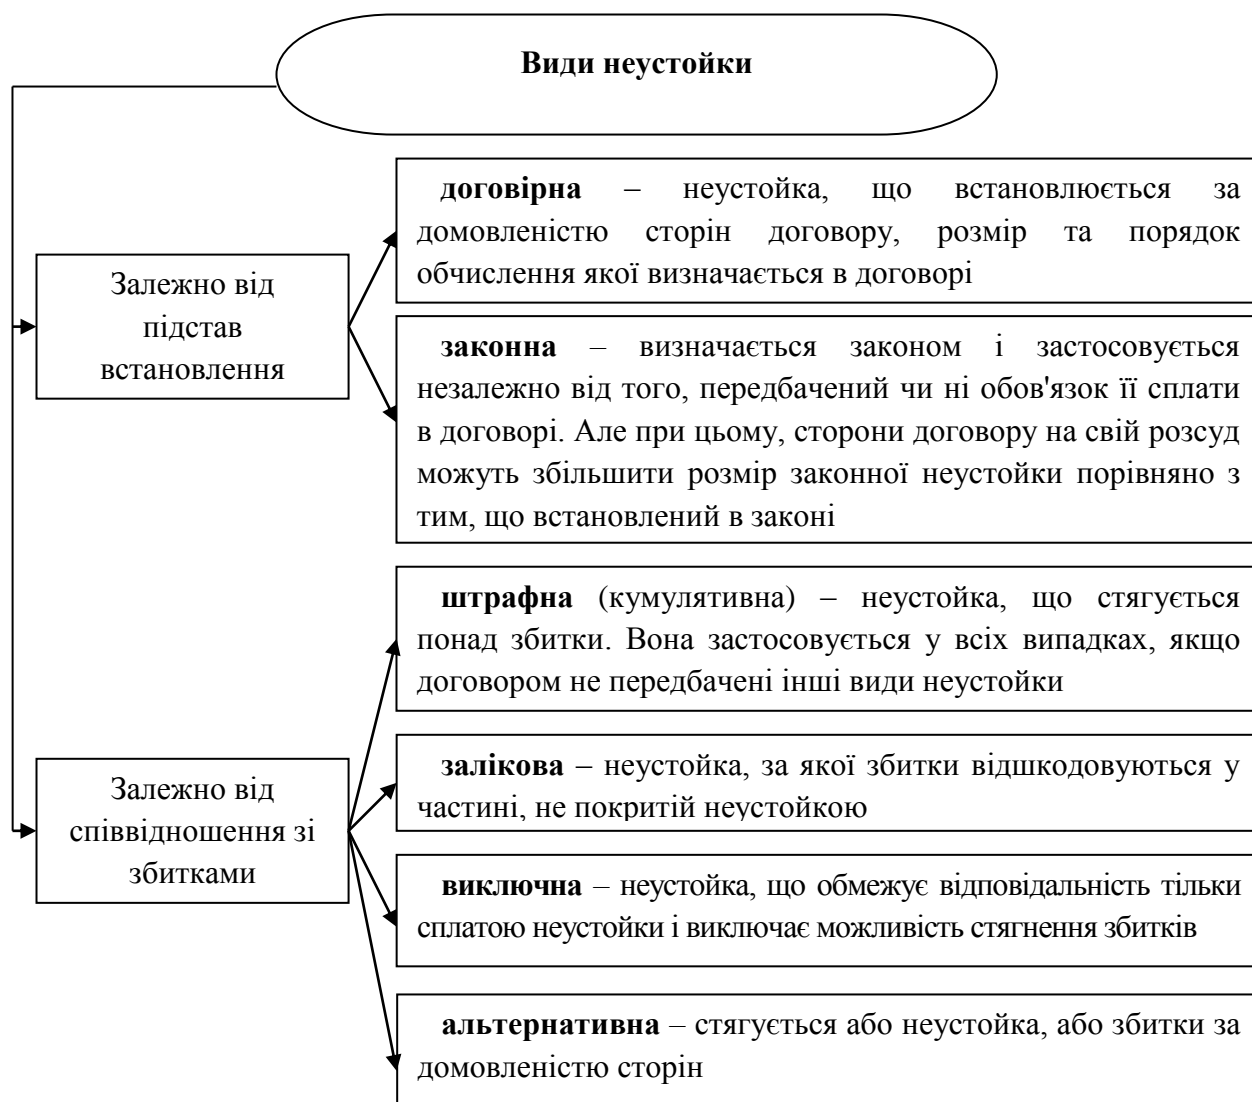 Види неустойки
договірна – неустойка, що встановлюється за
домовленістю сторін договору, розмір та порядок
обчислення якої визначається в договорі
Залежно від
підстав
встановлення
законна – визначається законом і застосовується
незалежно від того, передбачений чи ні обов'язок її сплати
в договорі. Але при цьому, сторони договору на свій розсуд
можуть збільшити розмір законної неустойки порівняно з
тим, що встановлений в законі
штрафна (кумулятивна) – неустойка, що стягується
понад збитки. Вона застосовується у всіх випадках, якщо
договором не передбачені інші види неустойки
Залежно від
співвідношення зі
збитками
залікова – неустойка, за якої збитки відшкодовуються у
частині, не покритій неустойкою
виключна – неустойка, що обмежує відповідальність тільки
сплатою неустойки і виключає можливість стягнення збитків
альтернативна – стягується або неустойка, або збитки за
домовленістю сторін